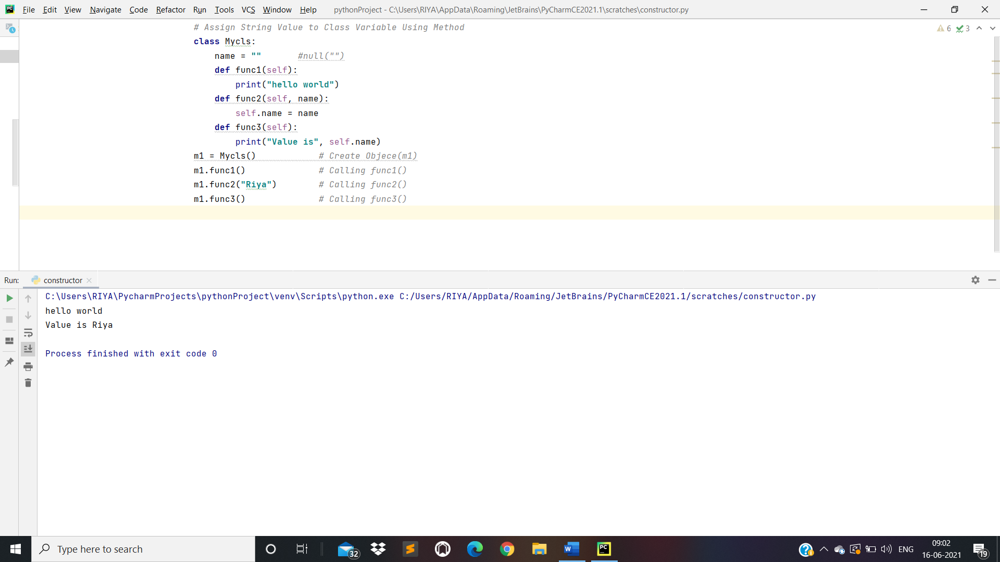 File Edit View Navigate Code Refactor Run Tools VCS Window Help pythonProject - C:\Users\RIYA\AppData\Roaming\JetBrains\PyCharmCE2021.1\scratches\constructor.py
# Assign String Value to Class Variable Using Method
6 3
class Mycls:
    name = ""       #null("")
    def func1(self):
        print("hello world")
    def func2(self, name):
        self.name = name
    def func3(self):
        print("Value is", self.name)
m1 = Mycls()            # Create Objece(m1)
m1.func1()              # Calling func1()
m1.func2("Riya")        # Calling func2()
m1.func3()              # Calling func3()
Run: constructor
C:\Users\RIYA\PycharmProjects\pythonProject\venv\Scripts\python.exe C:/Users/RIYA/AppData/Roaming/JetBrains/PyCharmCE2021.1/scratches/constructor.py
hello world
Value is Riya
Process finished with exit code 0
Type here to search
32
ENG
09:02
16-06-2021
19